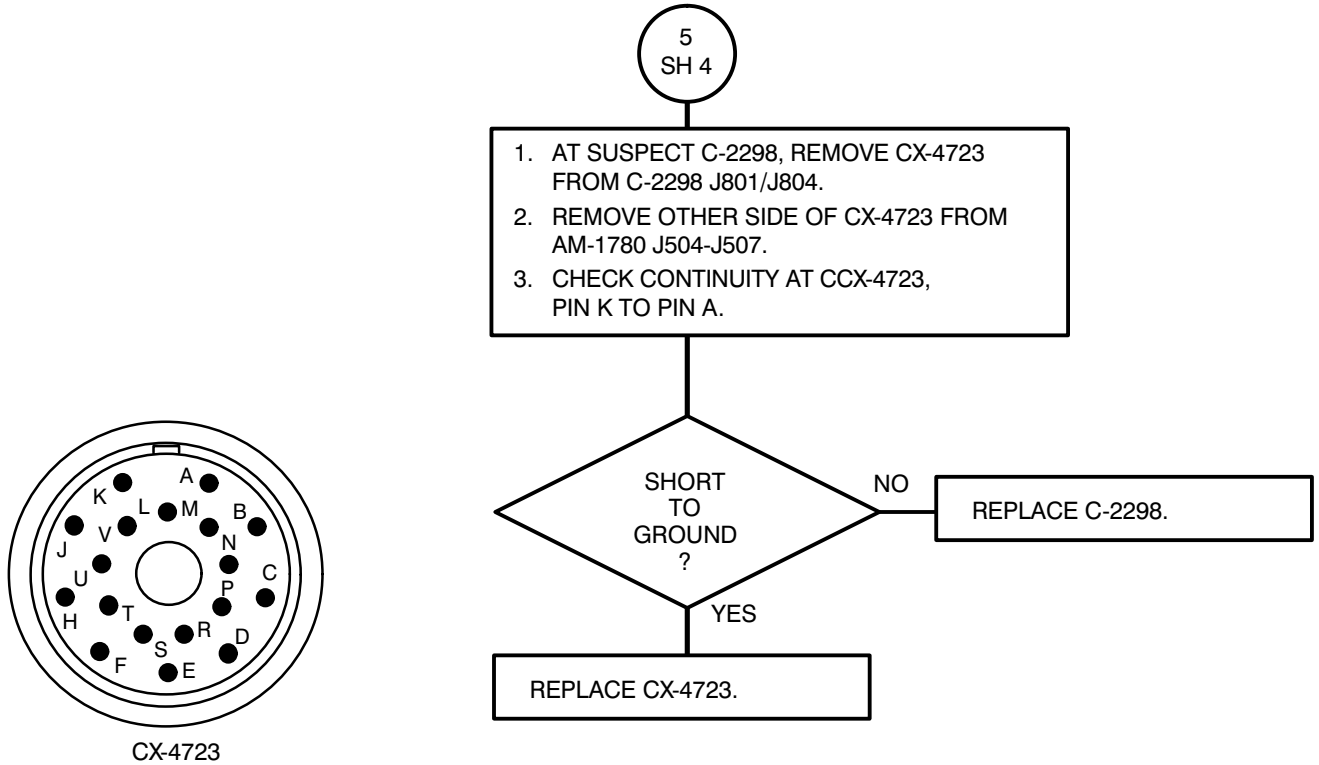 5
SH 4
1. AT SUSPECT C-2298, REMOVE CX-4723
FROM C-2298 J801/J804.
2. REMOVE OTHER SIDE OF CX-4723 FROM
AM-1780 J504-J507.
3. CHECK CONTINUITY AT CCX-4723,
PIN K TO PIN A.
SHORT
TO
GROUND
?
NO
REPLACE C-2298.
YES
REPLACE CX-4723.
K
A
L
M
B
J
V
N
U
C
H
T
P
F
S
R
D
E
CX-4723